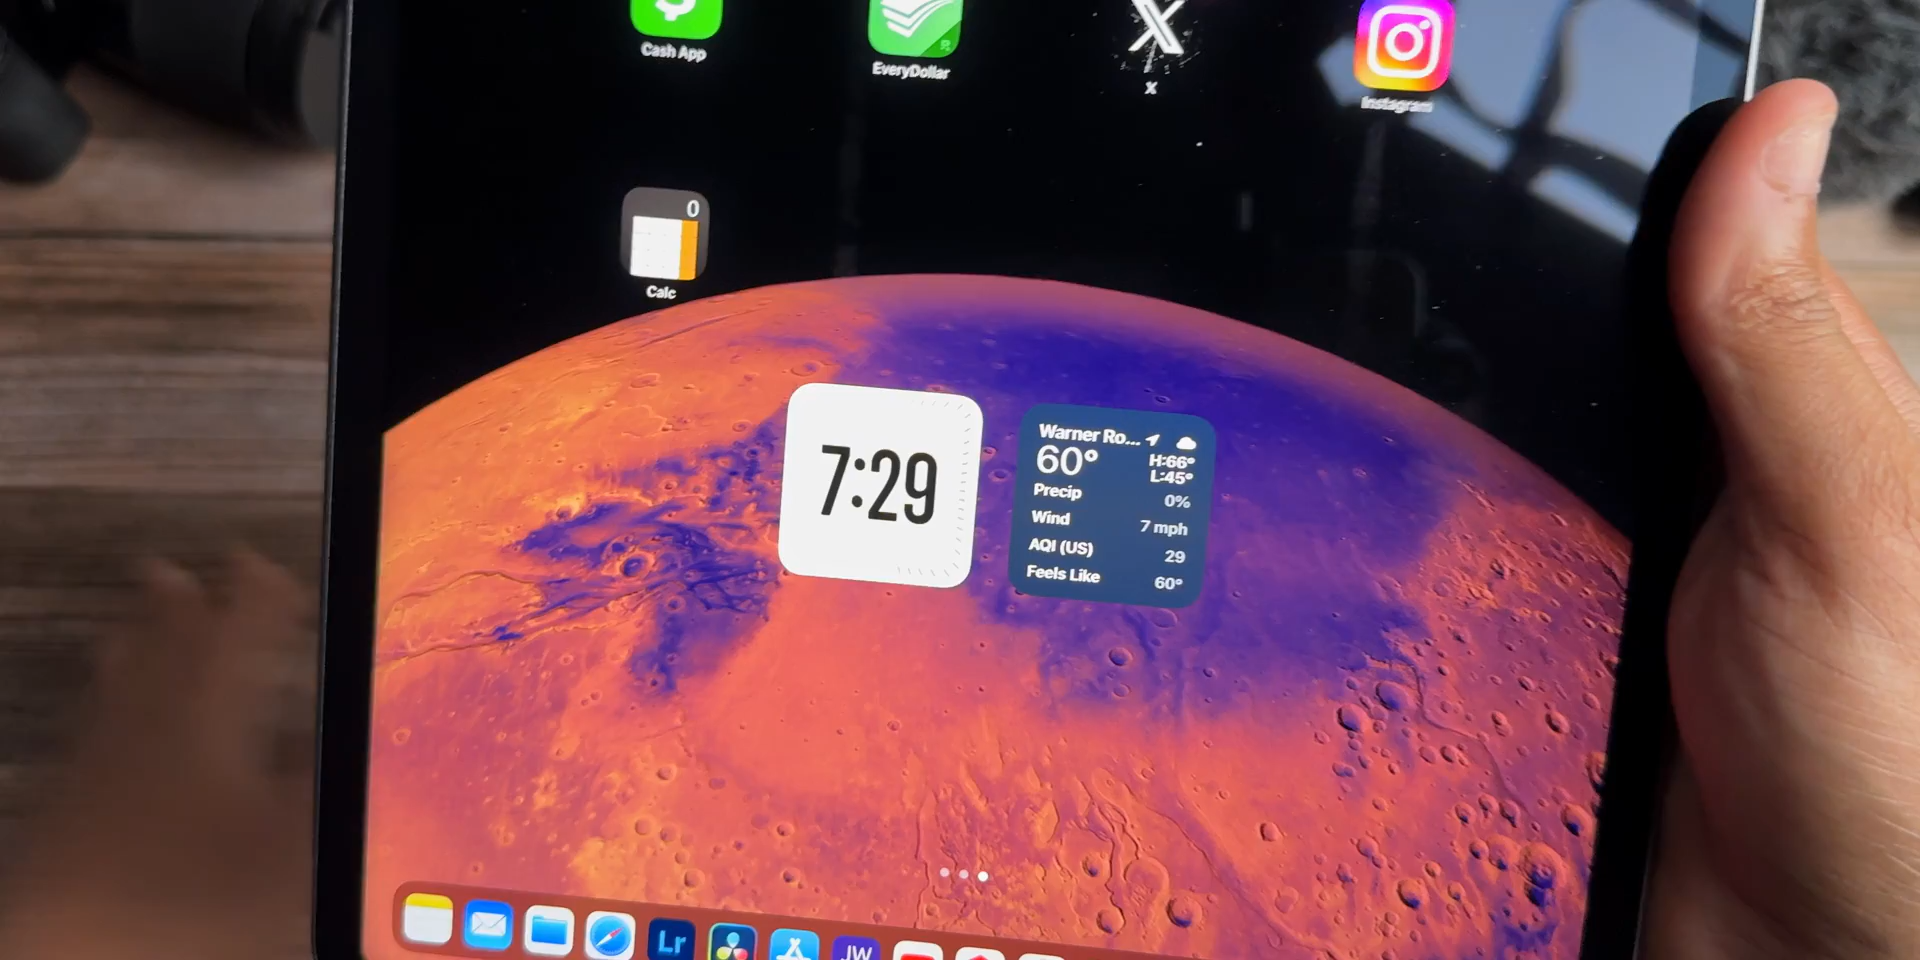 Cash App
EveryDollar
X
Instagram
0
Calc
7:29
Warner Ro...
60°
H:66°
L:45°
Precip 0%
Wind 7 mph
AQI (US) 29
Feels Like 60°
Lr
JW